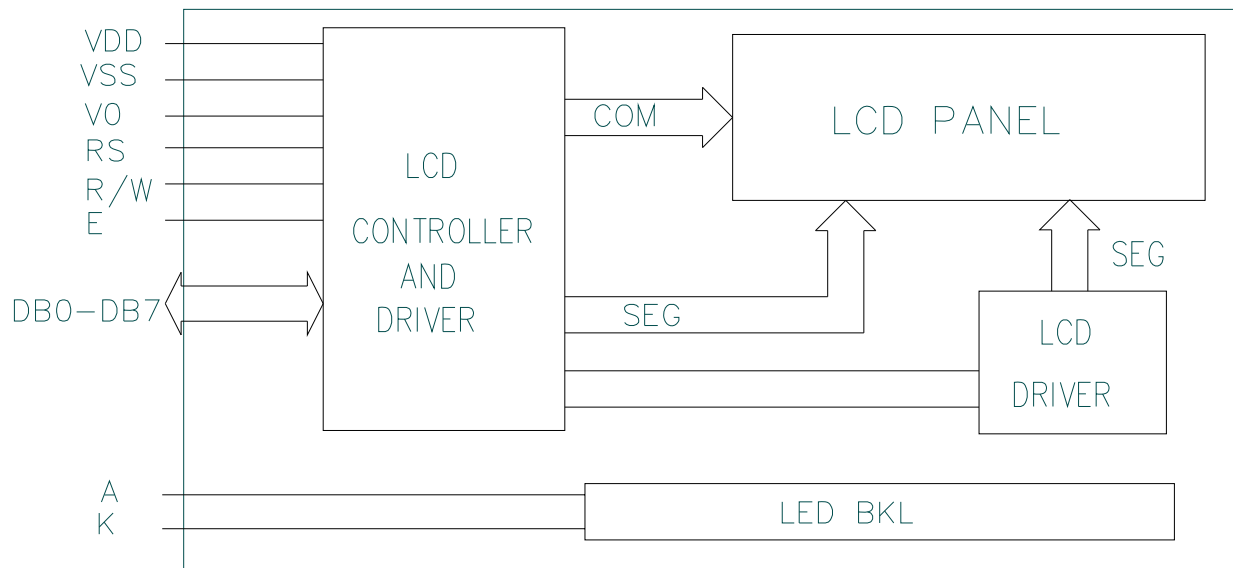 VDD
VSS
VO
RS
R/W
E
DB0-DB7
LCD
CONTROLLER
AND
DRIVER
COM
LCD PANEL
SEG
SEG
LCD
DRIVER
A
K
LED BKL